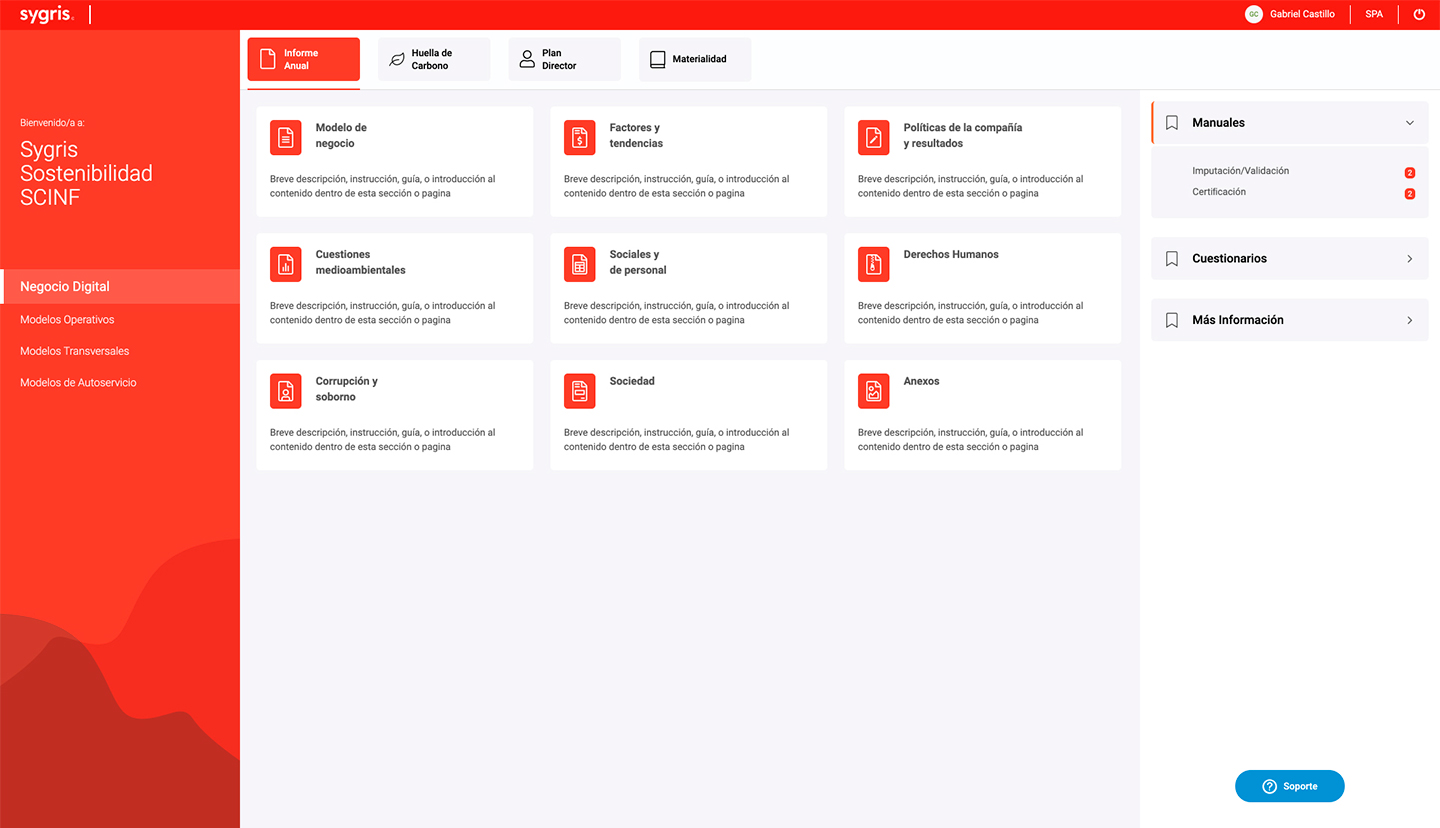 sygris.
GC Gabriel Castillo SPA
Bienvenido/a a:
Sygris
Sostenibilidad
SCINF
Negocio Digital
Modelos Operativos
Modelos Transversales
Modelos de Autoservicio
Informe
Anual
Huella de
Carbono
Plan
Director
Materialidad
Modelo de
negocio
Breve descripción, instrucción, guía, o introducción al
contenido dentro de esta sección o pagina
Factores y
tendencias
Breve descripción, instrucción, guía, o introducción al
contenido dentro de esta sección o pagina
Políticas de la compañía
y resultados
Breve descripción, instrucción, guía, o introducción al
contenido dentro de esta sección o pagina
Cuestiones
medioambientales
Breve descripción, instrucción, guía, o introducción al
contenido dentro de esta sección o pagina
Sociales y
de personal
Breve descripción, instrucción, guía, o introducción al
contenido dentro de esta sección o pagina
Derechos Humanos
Breve descripción, instrucción, guía, o introducción al
contenido dentro de esta sección o pagina
Corrupción y
soborno
Breve descripción, instrucción, guía, o introducción al
contenido dentro de esta sección o pagina
Sociedad
Breve descripción, instrucción, guía, o introducción al
contenido dentro de esta sección o pagina
Anexos
Breve descripción, instrucción, guía, o introducción al
contenido dentro de esta sección o pagina
Manuales
Imputación/Validación 2
Certificación 2
Cuestionarios
Más Información
Soporte